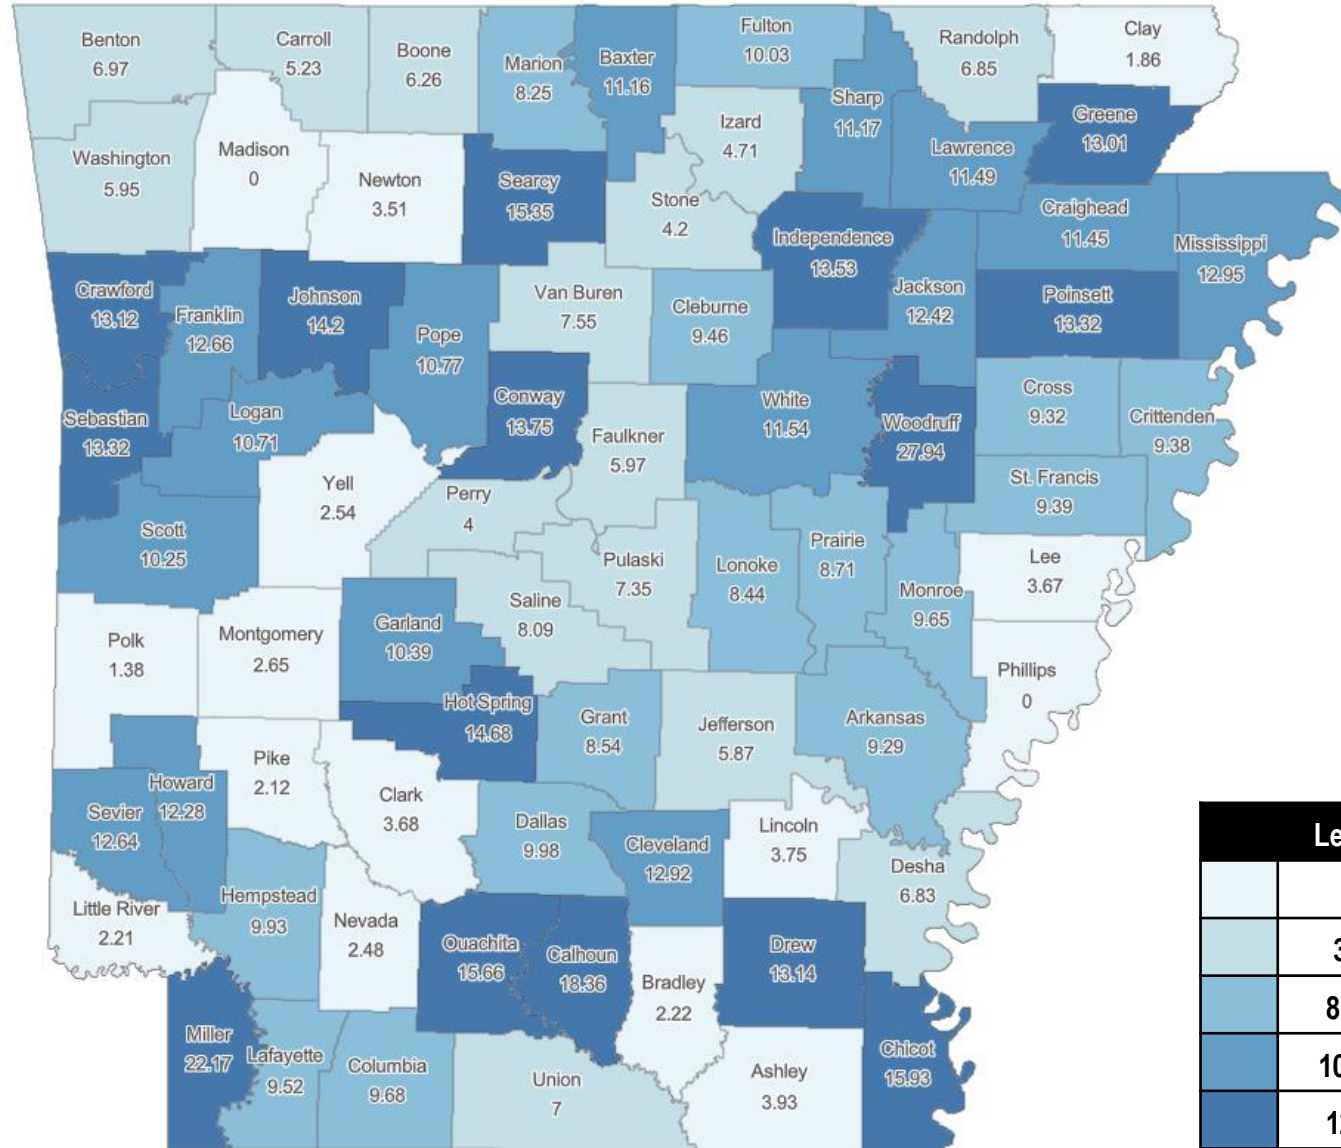 Benton
6.97
Carroll
5.23
Boone
6.26
Marion
8.25
Baxter
11.16
Fulton
10.03
Sharp
11.17
Randolph
6.85
Clay
1.86
Greene
13.01
Washington
5.95
Madison
0
Newton
3.51
Searcy
15.35
Izard
4.71
Stone
4.2
Lawrence
11.49
Independence
13.53
Craighead
11.45
Mississippi
12.95
Crawford
13.12
Franklin
12.66
Johnson
14.2
Pope
10.77
Van Buren
7.55
Cleburne
9.46
Jackson
12.42
Poinsett
13.32
Sebastian
13.32
Logan
10.71
Conway
13.75
Faulkner
5.97
White
11.54
Woodruff
27.94
Cross
9.32
Crittenden
9.38
Yell
2.54
Perry
4
St. Francis
9.39
Scott
10.25
Pulaski
7.35
Lonoke
8.44
Prairie
8.71
Monroe
9.65
Lee
3.67
Saline
8.09
Polk
1.38
Montgomery
2.65
Garland
10.39
Hot Spring
14.68
Grant
8.54
Jefferson
5.87
Arkansas
9.29
Phillips
0
Howard
12.28
Pike
2.12
Clark
3.68
Sevier
12.64
Dallas
9.98
Cleveland
12.92
Lincoln
3.75
Desha
6.83
Little River
2.21
Hempstead
9.93
Nevada
2.48
Ouachita
15.66
Calhoun
18.36
Bradley
2.22
Drew
13.14
Miller
22.17
Lafayette
9.52
Columbia
9.68
Union
7
Ashley
3.93
Chicot
15.93
Le
3
8
10
1